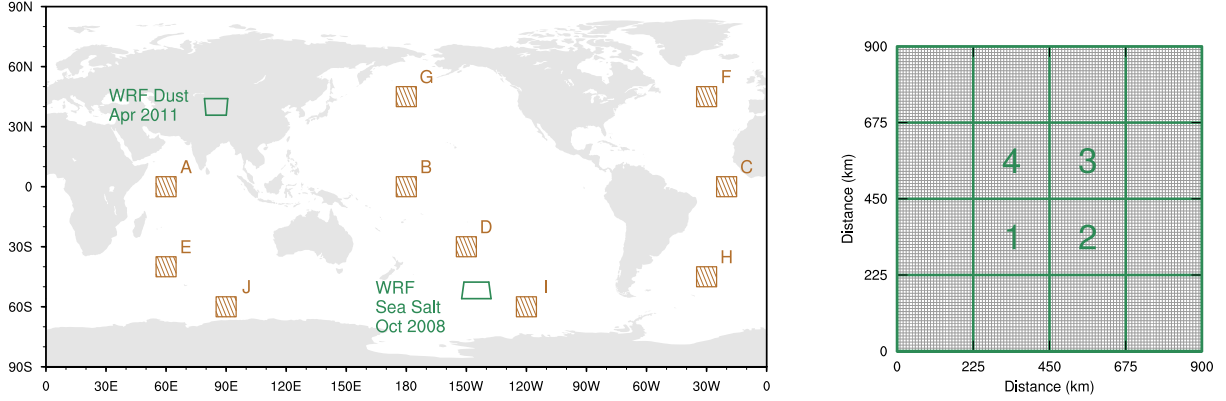 90N
60N
30N
0
30S
60S
90S
0
30E
60E
90E
120E
150E
180
150W
120W
90W
60W
30W
0
WRF Dust
Apr 2011
G
F
A
B
C
D
E
H
J
I
WRF
Sea Salt
Oct 2008
900
675
450
225
0
Distance (km)
4 3
1 2
0 225 450 675 900
Distance (km)